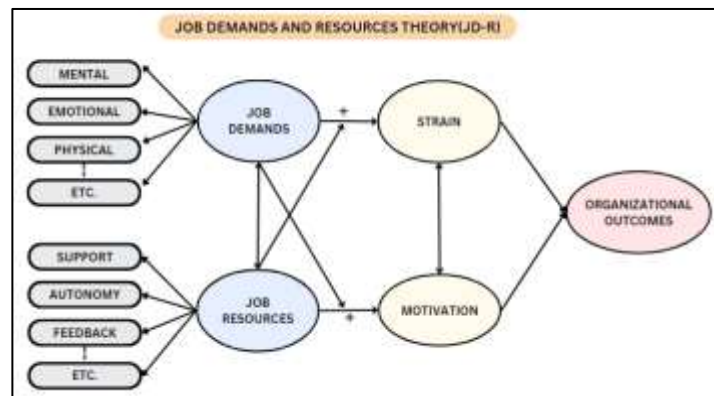 JOB DEMANDS AND RESOURCES THEORY(JD-R)
MENTAL
EMOTIONAL
PHYSICAL
ETC.
JOB
DEMANDS
+
STRAIN
ORGANIZATIONAL
OUTCOMES
SUPPORT
AUTONOMY
FEEDBACK
ETC.
JOB
RESOURCES
+
MOTIVATION